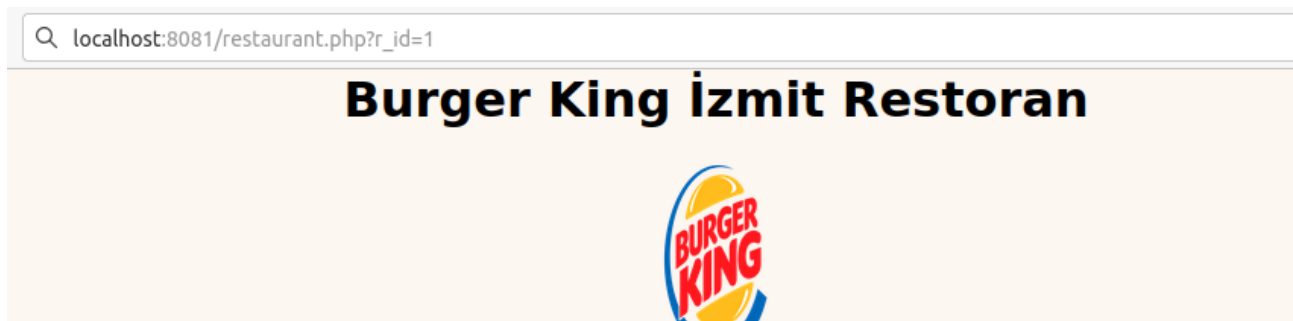 localhost:8081/restaurant.php?r_id=1
Burger King İzmit Restoran
BURGER
KING